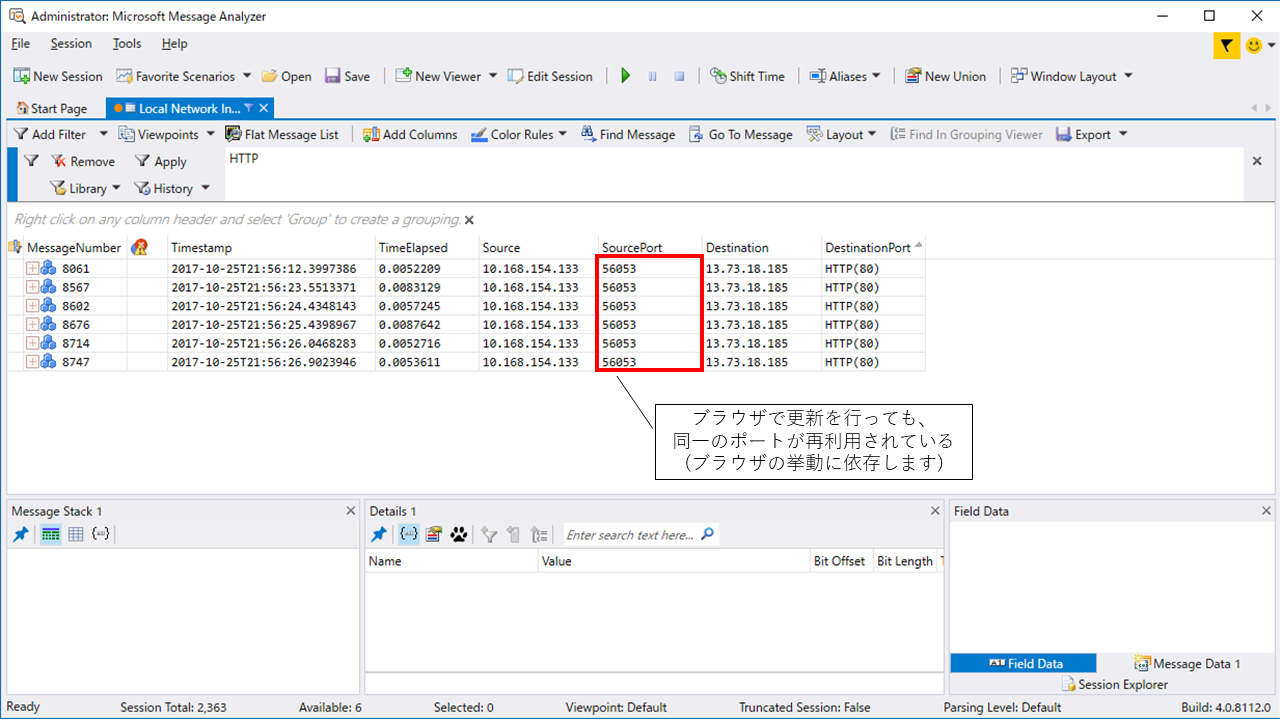 Administrator: Microsoft Message Analyzer
File Session Tools Help
New Session Favorite Scenarios Open Save New Viewer Edit Session Shift Time Aliases New Union Window Layout
Start Page Local Network In...
Add Filter Viewpoints Flat Message List Add Columns Color Rules Find Message Go To Message Layout Find In Grouping Viewer Export
Remove Apply HTTP
Library History
Right click on any column header and select 'Group' to create a grouping.
MessageNumber Timestamp TimeElapsed Source SourcePort Destination DestinationPort
8061 2017-10-25T21:56:12.3997386 0.0052209 10.168.154.133 56053 13.73.18.185 HTTP(80)
8567 2017-10-25T21:56:23.5513371 0.0083129 10.168.154.133 56053 13.73.18.185 HTTP(80)
8602 2017-10-25T21:56:24.4348143 0.0057245 10.168.154.133 56053 13.73.18.185 HTTP(80)
8676 2017-10-25T21:56:25.4398967 0.0087642 10.168.154.133 56053 13.73.18.185 HTTP(80)
8714 2017-10-25T21:56:26.0468283 0.0052716 10.168.154.133 56053 13.73.18.185 HTTP(80)
8747 2017-10-25T21:56:26.9023946 0.0053611 10.168.154.133 56053 13.73.18.185 HTTP(80)
ブラウザで更新を行っても、
同一のポートが再利用されている
（ブラウザの挙動に依存します）
Message Stack 1 Details 1 Field Data
Enter search text here...
Name Value Bit Offset Bit Length T
Field Data Message Data 1
Session Explorer
Ready Session Total: 2,363 Available: 6 Selected: 0 Viewpoint: Default Truncated Session: False Parsing Level: Default Build: 4.0.8112.0